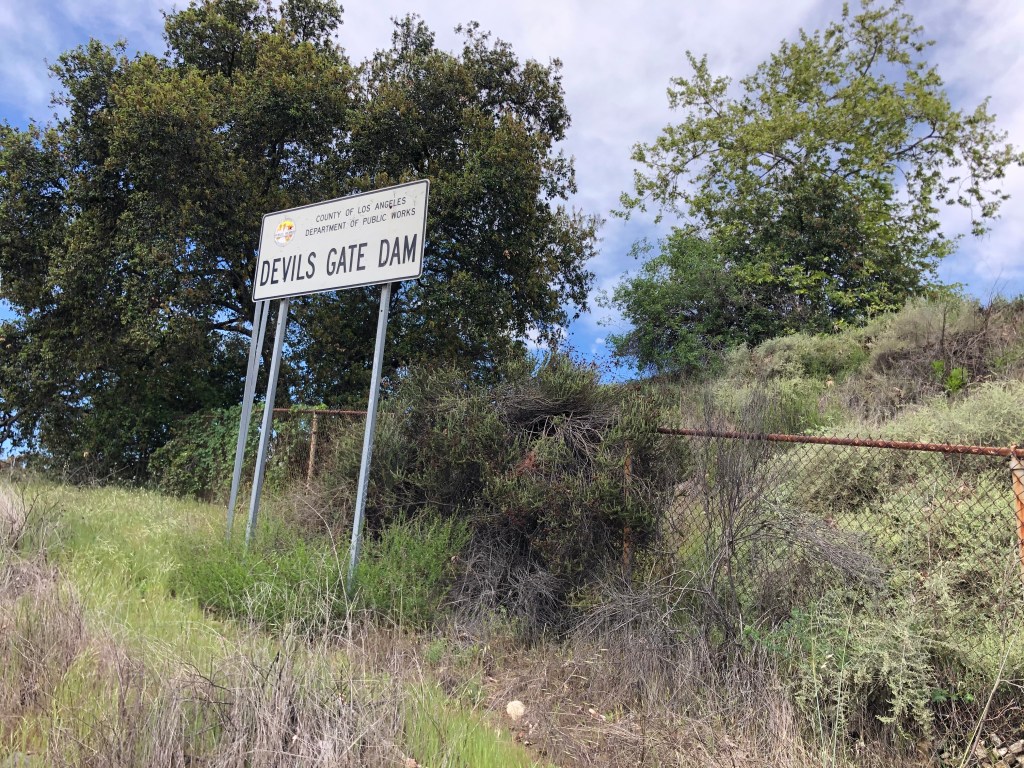 COUNTY OF LOS ANGELES
DEPARTMENT OF PUBLIC WORKS
DEVILS GATE DAM